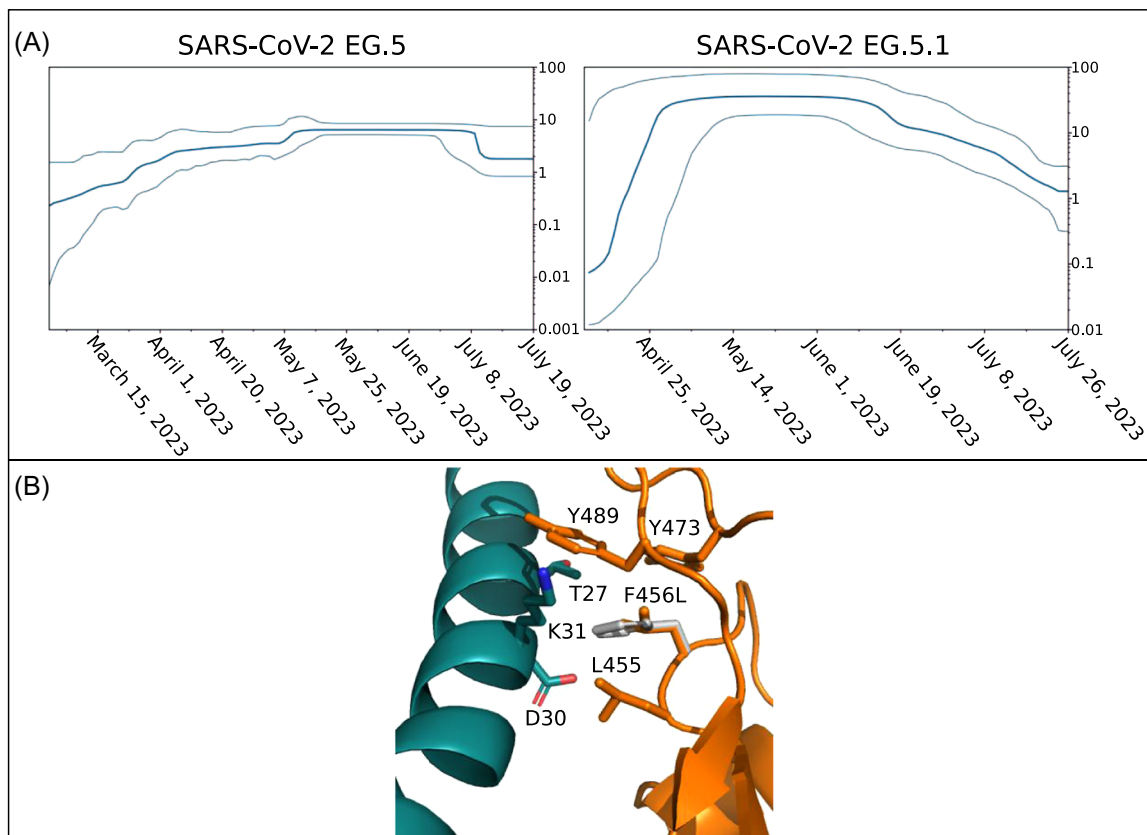 (A)
SARS-CoV-2 EG.5
SARS-CoV-2 EG.5.1
100
10
1
0.1
0.01
0.001
March 15, 2023
April 1, 2023
April 20, 2023
May 7, 2023
May 25, 2023
June 19, 2023
July 8, 2023
July 19, 2023
100
10
1
0.1
0.01
April 25, 2023
May 14, 2023
June 1, 2023
June 19, 2023
July 8, 2023
July 26, 2023
(B)
Y489
Y473
T27
F456L
K31
L455
D30